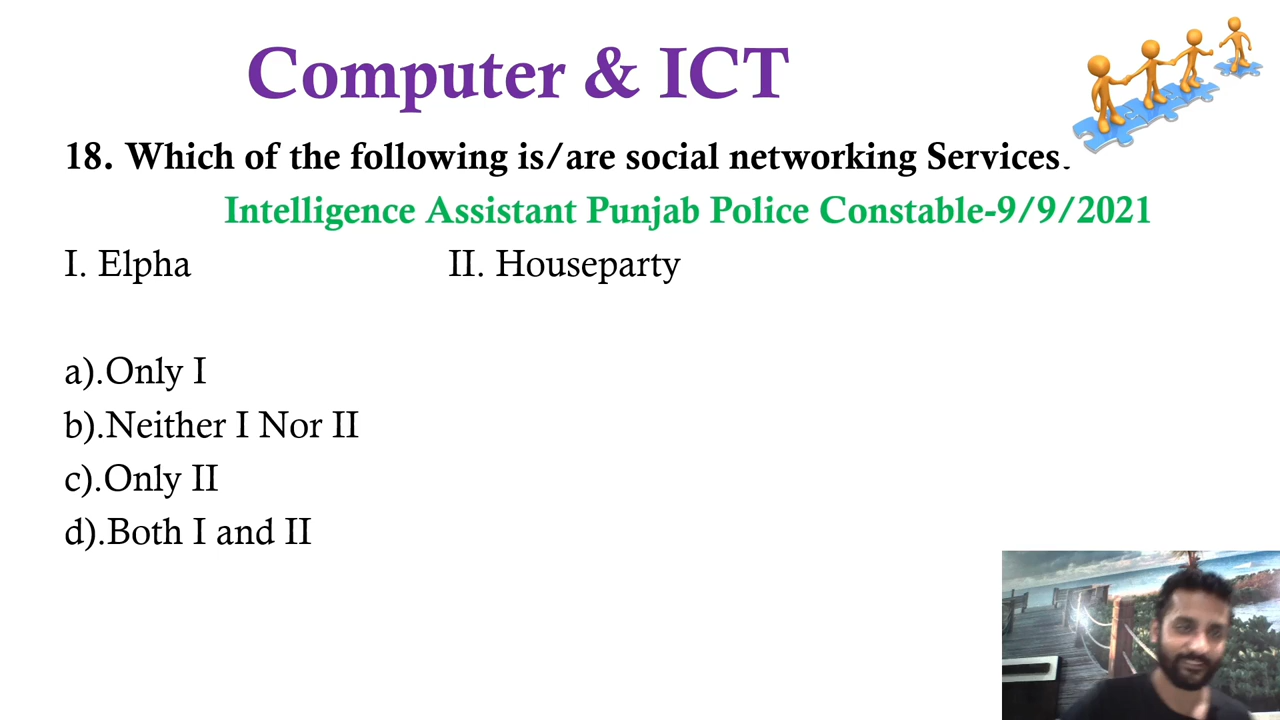 Computer & ICT
18. Which of the following is/are social networking Services.
Intelligence Assistant Punjab Police Constable-9/9/2021
I. Elpha II. Houseparty
a).Only I
b).Neither I Nor II
c).Only II
d).Both I and II